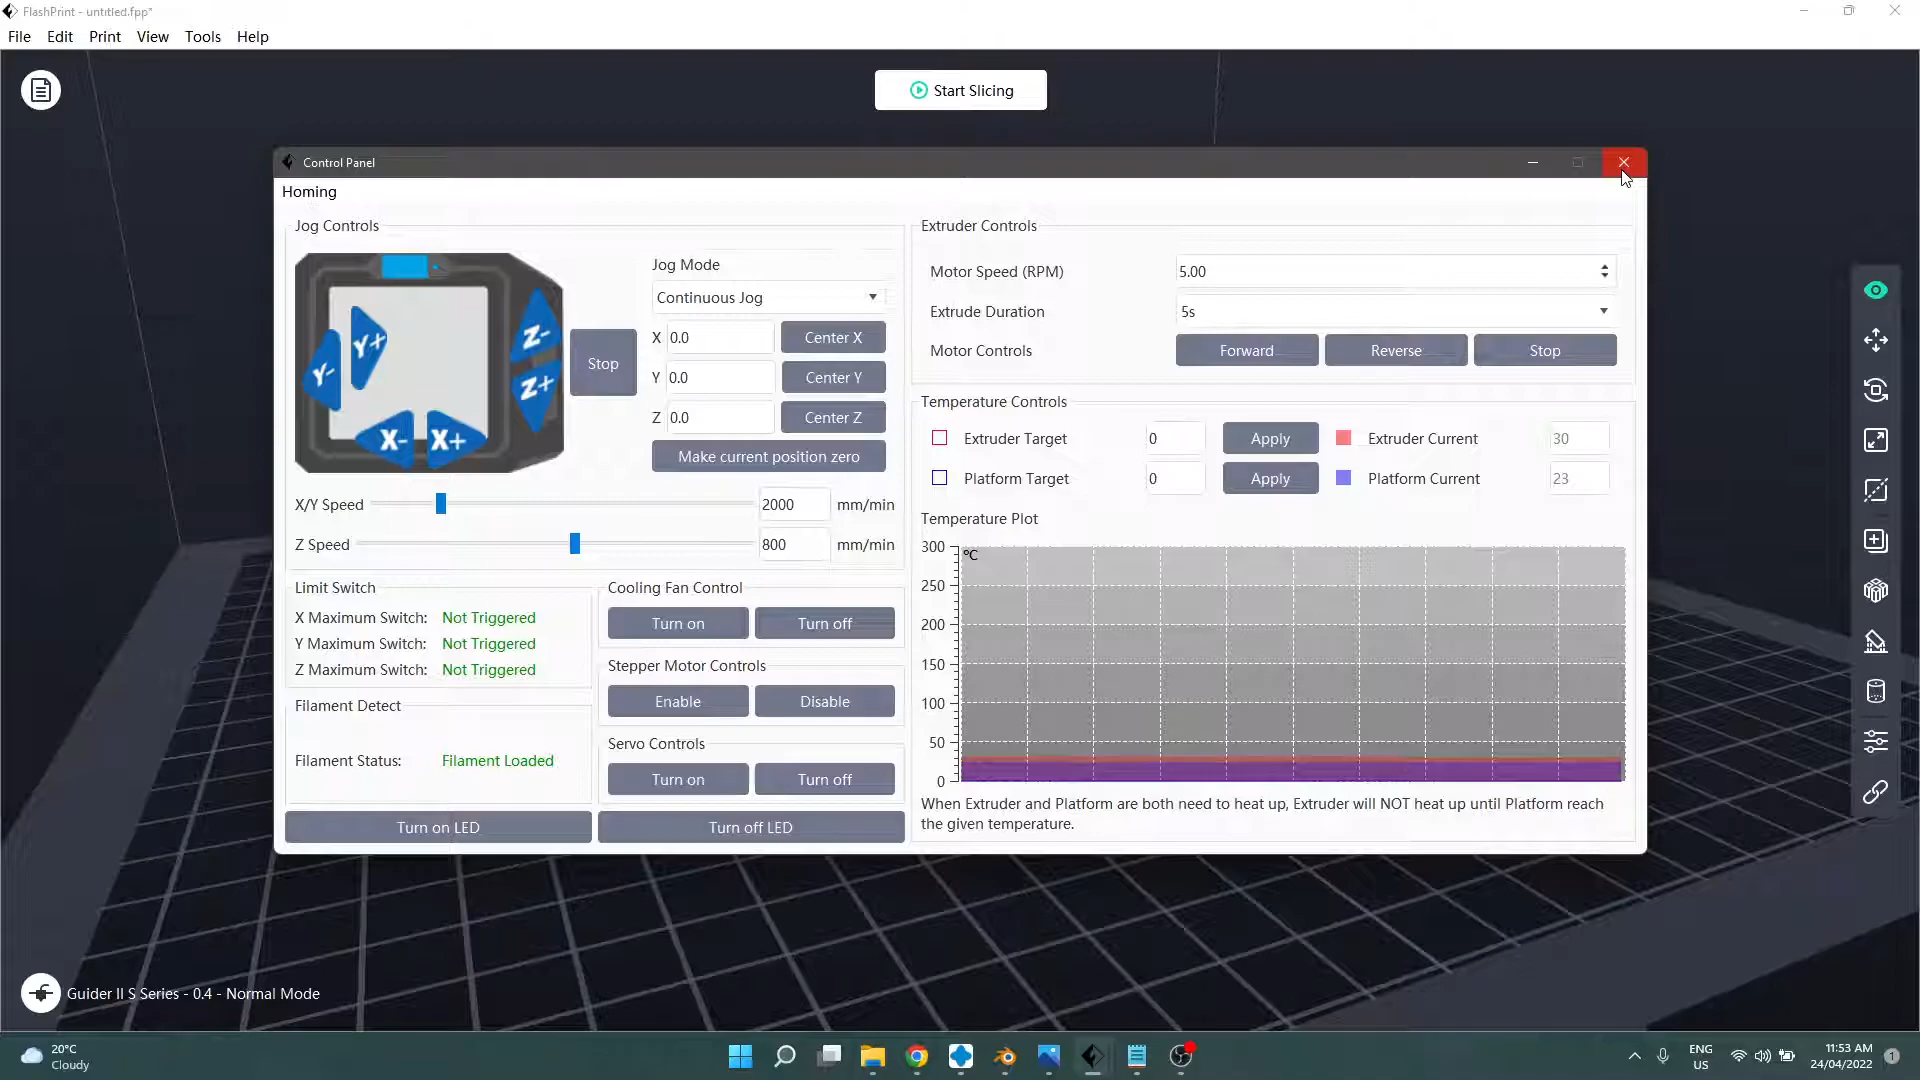 FlashPrint - untitled.fpp*
File Edit Print View Tools Help
Start Slicing
Control Panel
Homing
Jog Controls
Y-
Y+
X-
X+
Z-
Z+
Stop
Jog Mode
Continuous Jog
X 0.0 Center X
Y 0.0 Center Y
Z 0.0 Center Z
Make current position zero
X/Y Speed 2000 mm/min
Z Speed 800 mm/min
Limit Switch
X Maximum Switch: Not Triggered
Y Maximum Switch: Not Triggered
Z Maximum Switch: Not Triggered
Filament Detect
Filament Status: Filament Loaded
Cooling Fan Control
Turn on Turn off
Stepper Motor Controls
Enable Disable
Servo Controls
Turn on Turn off
Turn on LED Turn off LED
Extruder Controls
Motor Speed (RPM) 5.00
Extrude Duration 5s
Motor Controls Forward Reverse Stop
Temperature Controls
Extruder Target 0 Apply Extruder Current 30
Platform Target 0 Apply Platform Current 23
Temperature Plot
300
°C
250
200
150
100
50
0
When Extruder and Platform are both need to heat up, Extruder will NOT heat up until Platform reach
the given temperature.
Guider II S Series - 0.4 - Normal Mode
20°C
Cloudy
ENG
US
11:53 AM
24/04/2022
1